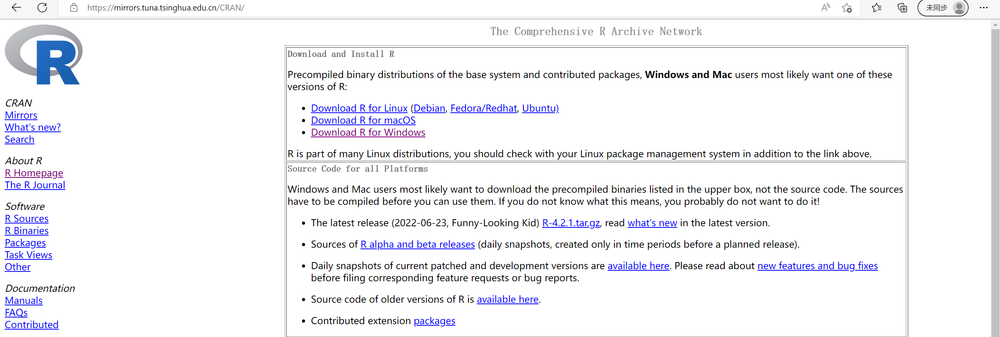 https://mirrors.tuna.tsinghua.edu.cn/CRAN/
未同步
R
CRAN
Mirrors
What's new?
Search
About R
R Homepage
The R Journal
Software
R Sources
R Binaries
Packages
Task Views
Other
Documentation
Manuals
FAQs
Contributed
The Comprehensive R Archive Network
Download and Install R
Precompiled binary distributions of the base system and contributed packages, Windows and Mac users most likely want one of these
versions of R:
• Download R for Linux (Debian, Fedora/Redhat, Ubuntu)
• Download R for macOS
• Download R for Windows
R is part of many Linux distributions, you should check with your Linux package management system in addition to the link above.
Source Code for all Platforms
Windows and Mac users most likely want to download the precompiled binaries listed in the upper box, not the source code. The sources
have to be compiled before you can use them. If you do not know what this means, you probably do not want to do it!
• The latest release (2022-06-23, Funny-Looking Kid) R-4.2.1.tar.gz, read what's new in the latest version.
• Sources of R alpha and beta releases (daily snapshots, created only in time periods before a planned release).
• Daily snapshots of current patched and development versions are available here. Please read about new features and bug fixes
before filing corresponding feature requests or bug reports.
• Source code of older versions of R is available here.
• Contributed extension packages